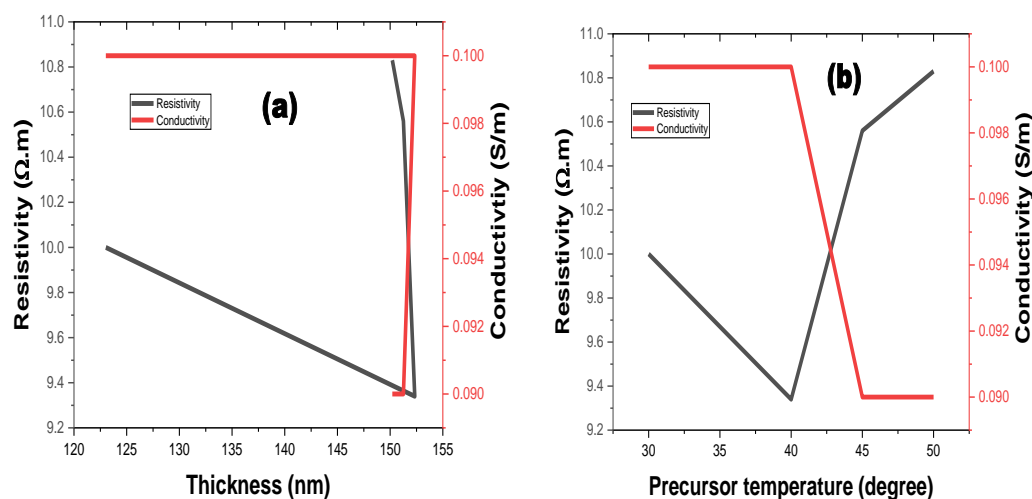 (a)
Resistivity
Conductivity
Resistivity (Ω.m)
11.0
10.8
10.6
10.4
10.2
10.0
9.8
9.6
9.4
9.2
120 125 130 135 140 145 150 155
Thickness (nm)
0.100
0.098
0.096
0.094
0.092
0.090
Conductivtiy (S/m)
(b)
Resistivity
Conductivity
Resistivity (Ω.m)
11.0
10.8
10.6
10.4
10.2
10.0
9.8
9.6
9.4
9.2
30 35 40 45 50
Precursor temperature (degree)
0.100
0.098
0.096
0.094
0.092
0.090
Conductivity (S/m)